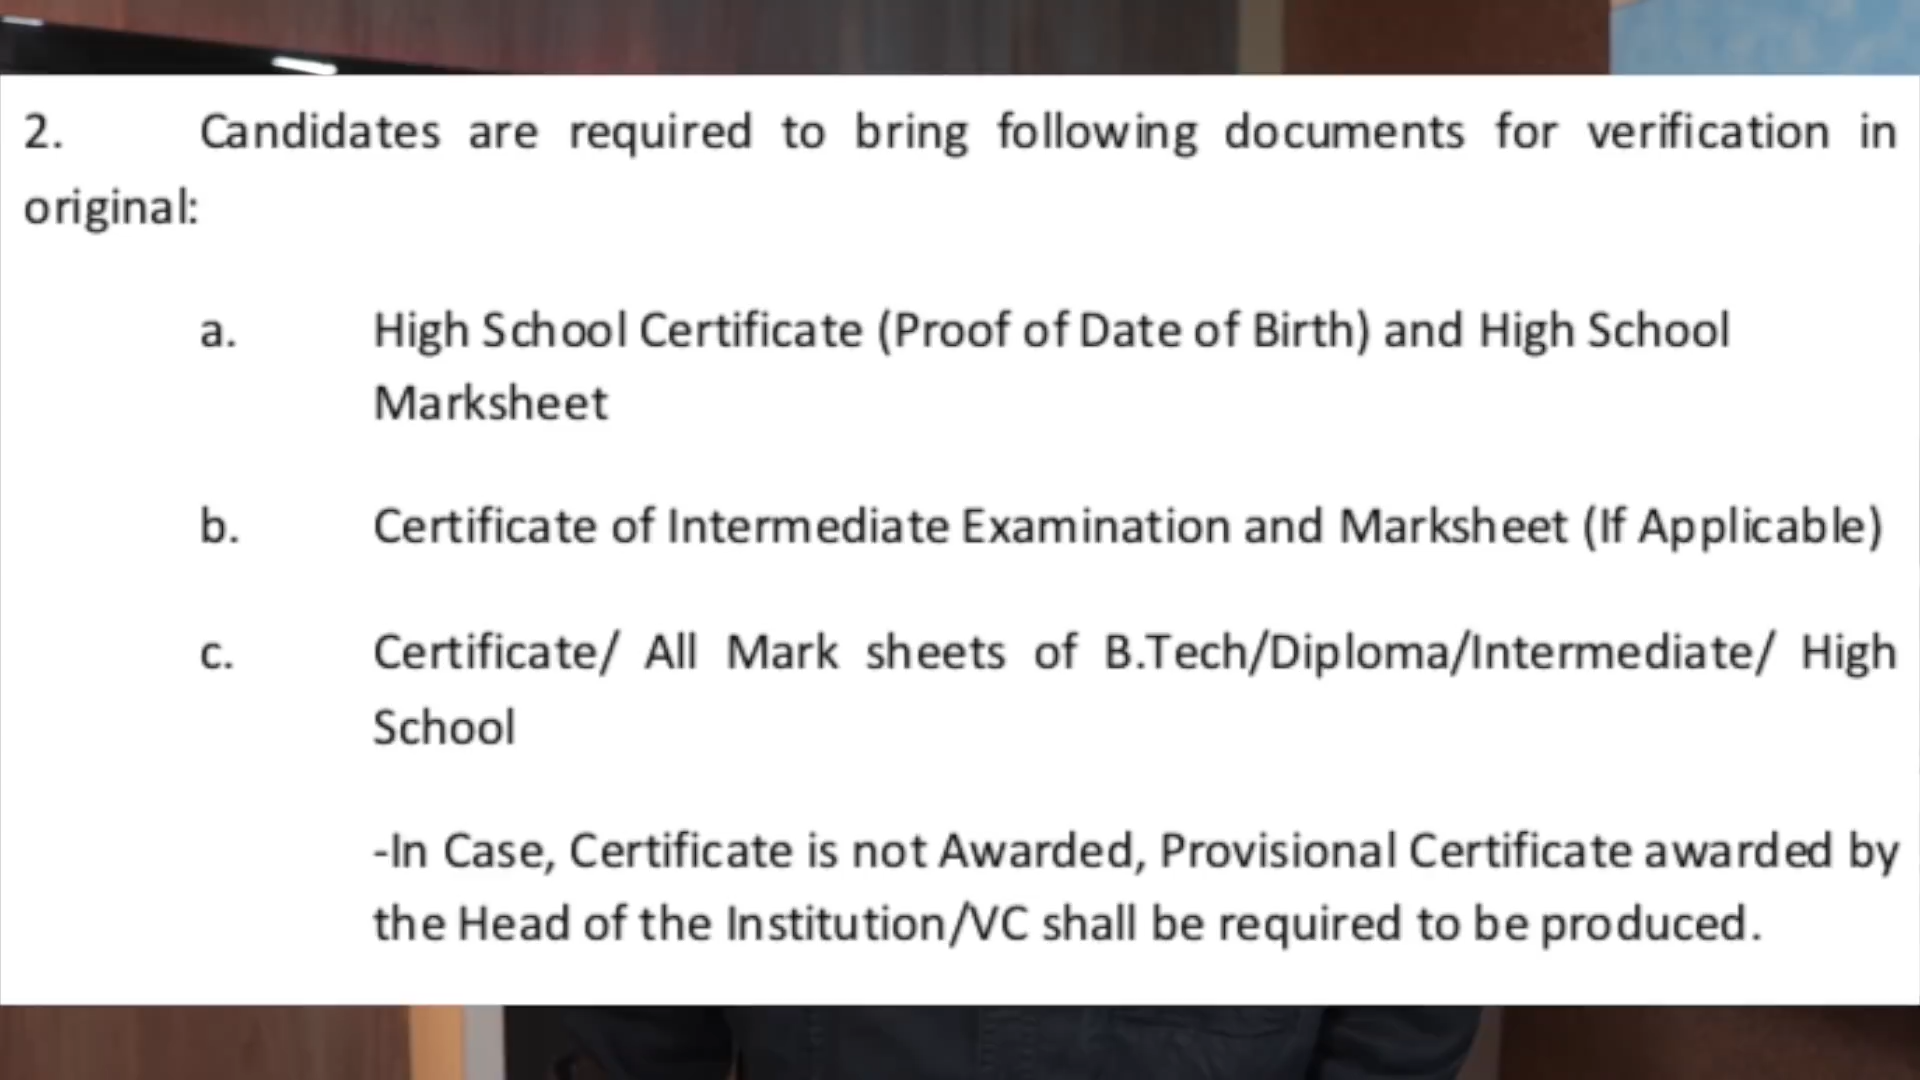 2. Candidates are required to bring following documents for verification in
original:
a. High School Certificate (Proof of Date of Birth) and High School
Marksheet
b. Certificate of Intermediate Examination and Marksheet (If Applicable)
c. Certificate/ All Mark sheets of B.Tech/Diploma/Intermediate/ High
School
-In Case, Certificate is not Awarded, Provisional Certificate awarded by
the Head of the Institution/VC shall be required to be produced.